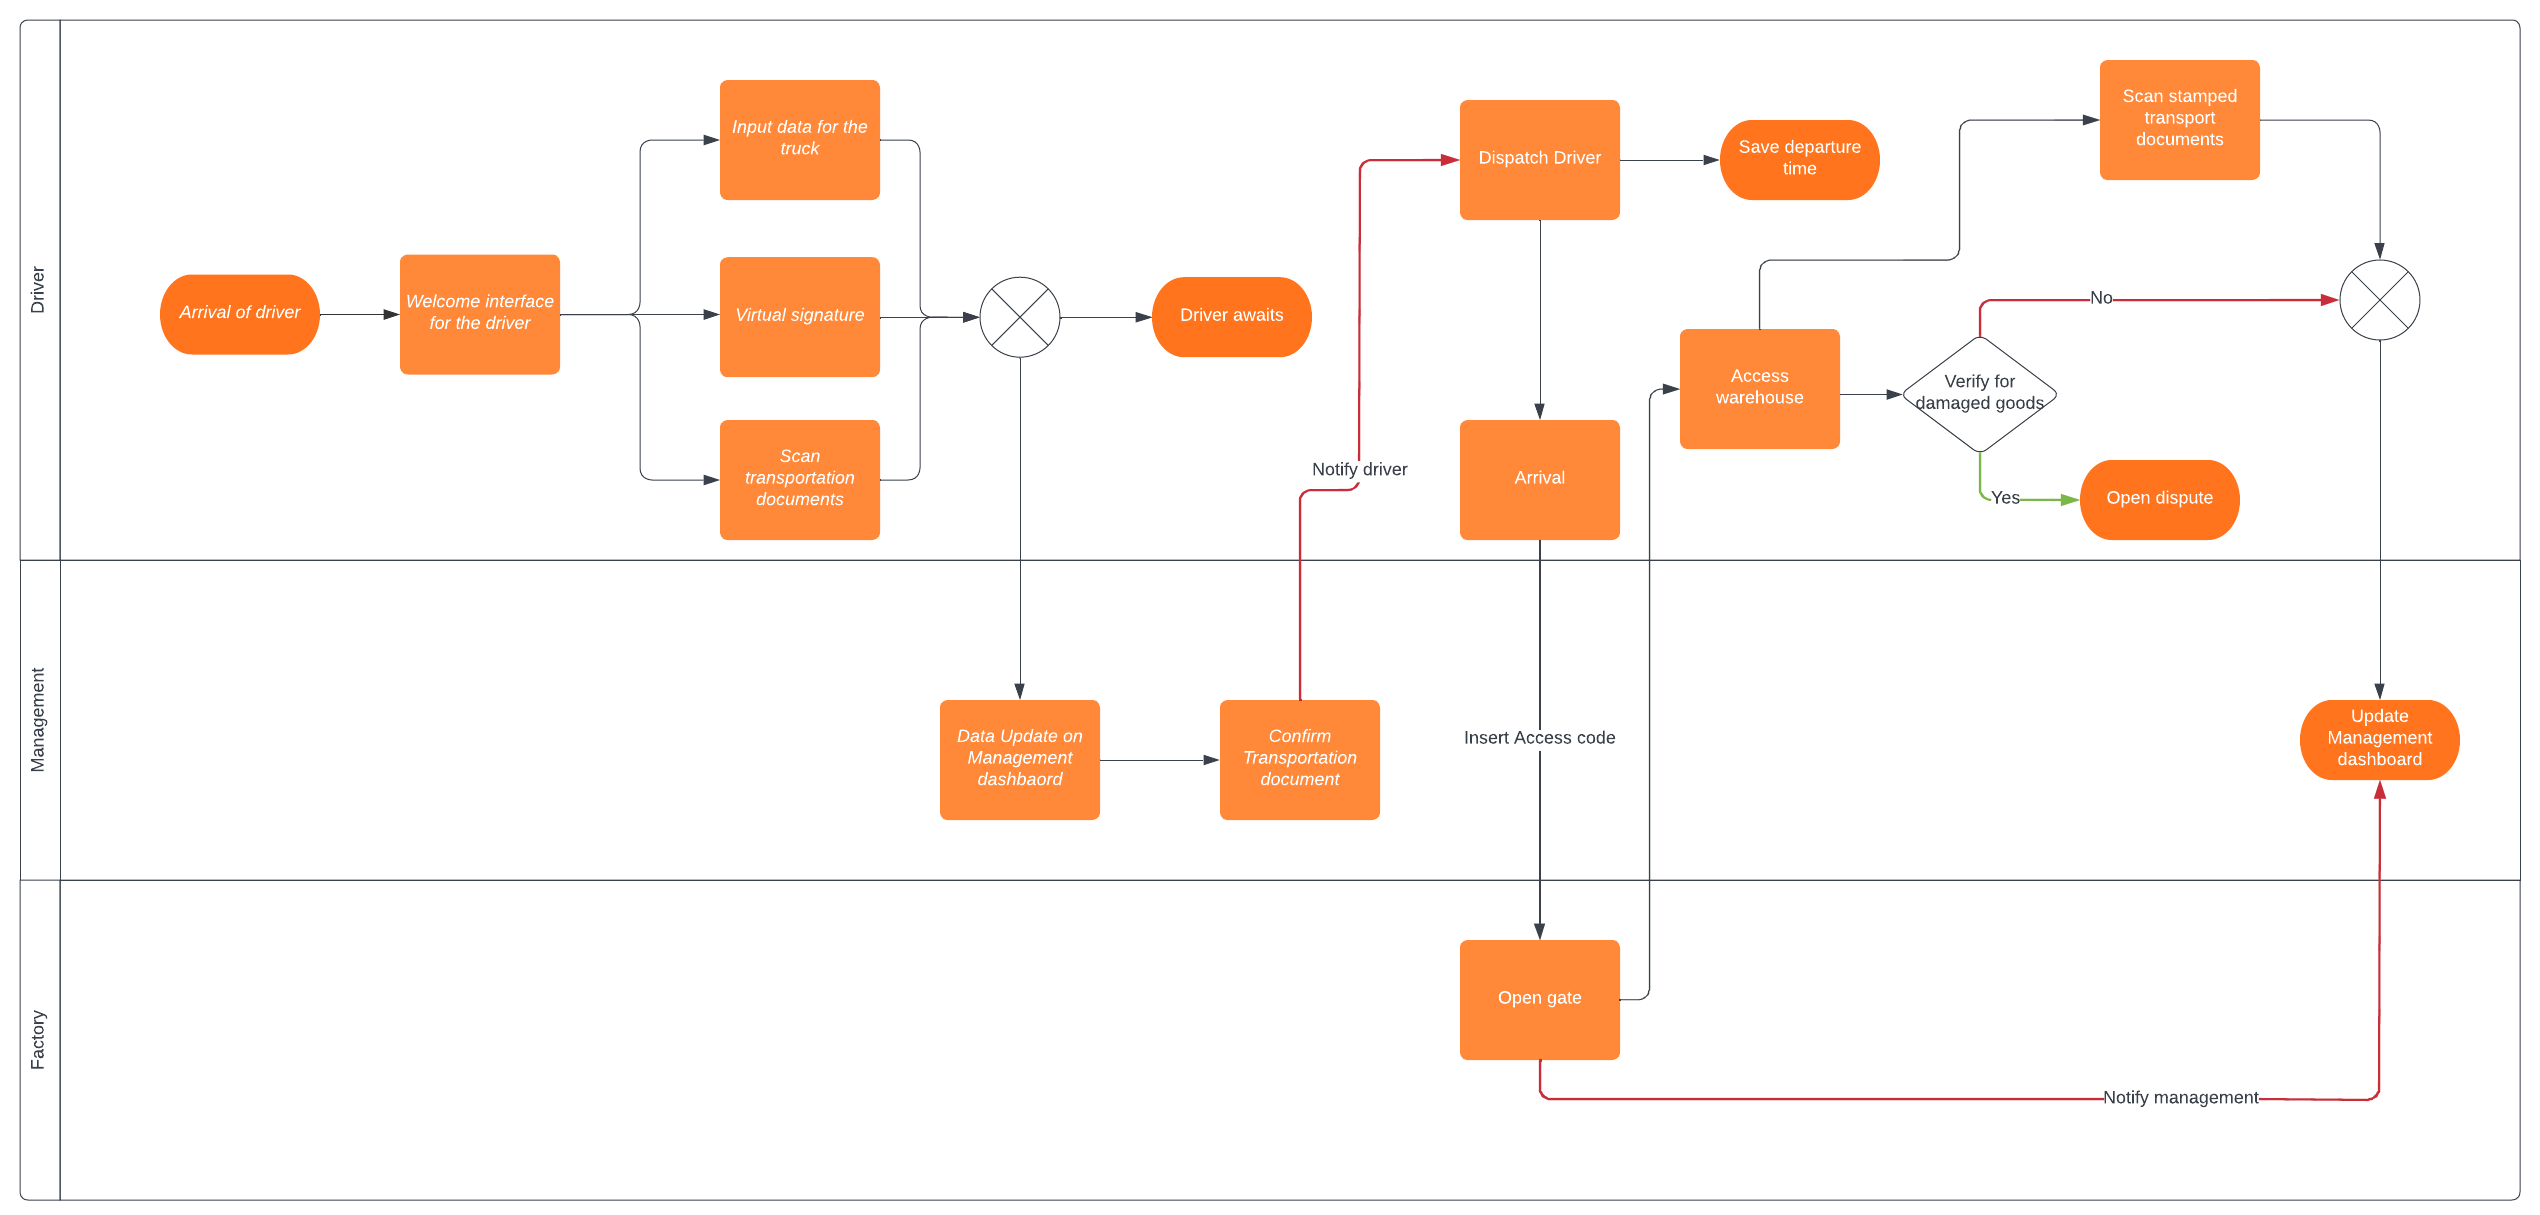 Driver
Arrival of driver
Welcome interface
for the driver
Input data for the
truck
Virtual signature
Scan
transportation
documents
Driver awaits
Notify driver
Dispatch Driver
Save departure
time
Arrival
Access
warehouse
Scan stamped
transport
documents
No
Verify for
damaged goods
Yes
Open dispute
Management
Data Update on
Management
dashbaord
Confirm
Transportation
document
Insert Access code
Update
Management
dashboard
Factory
Open gate
Notify management